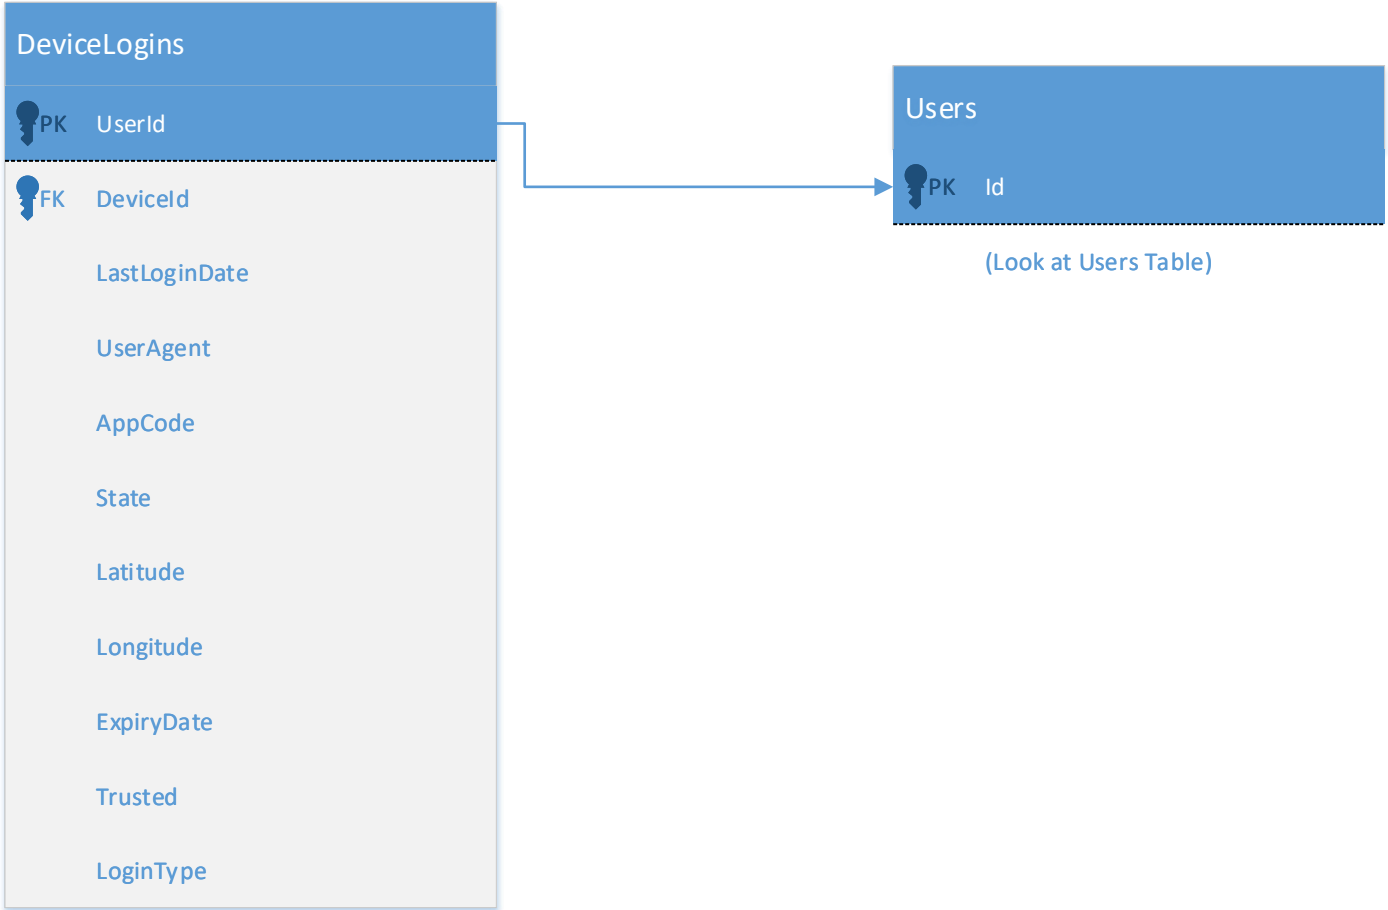 DeviceLogins
PK UserId
FK DeviceId
LastLoginDate
UserAgent
AppCode
State
Latitude
Longitude
ExpiryDate
Trusted
LoginType
Users
PK Id
(Look at Users Table)